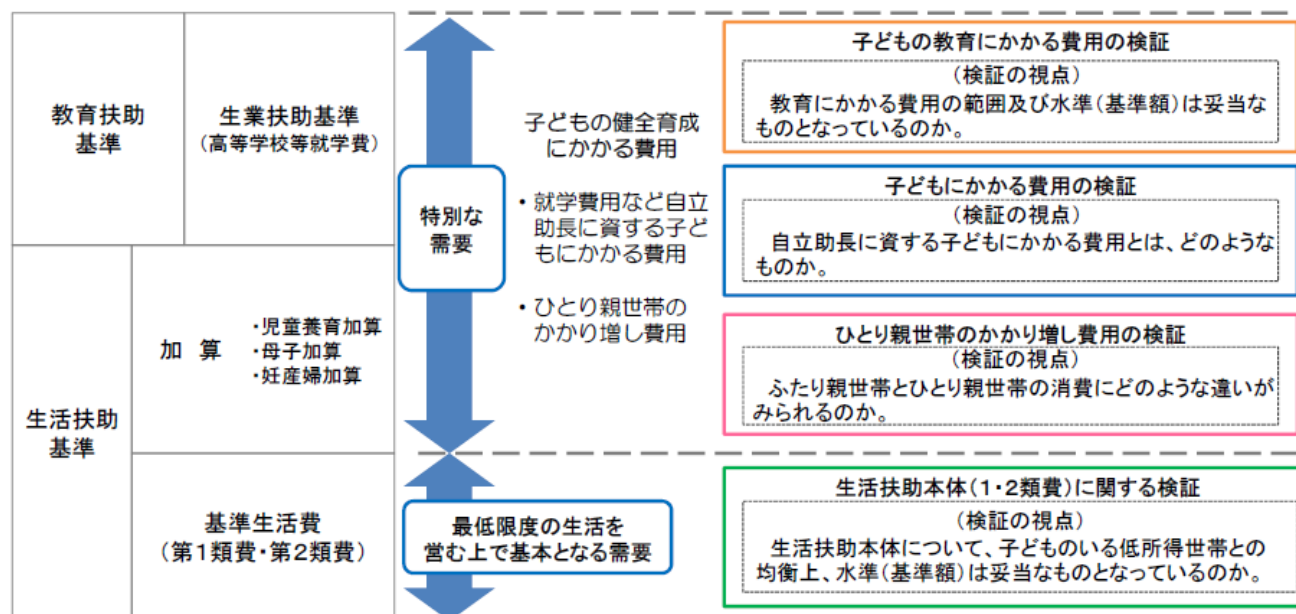 教育扶助
基準
生業扶助基準
(高等学校等就学費)
生活扶助
基準
加 算
・児童養育加算
・母子加算
・妊産婦加算
基準生活費
(第1類費・第2類費)
特別な
需要
最低限度の生活を
営む上で基本となる需要
子どもの健全育成
にかかる費用
・就学費用など自立
助長に資する子ど
もにかかる費用
・ひとり親世帯の
かかり増し費用
子どもの教育にかかる費用の検証
(検証の視点)
教育にかかる費用の範囲及び水準(基準額)は妥当な
ものとなっているのか。
子どもにかかる費用の検証
(検証の視点)
自立助長に資する子どもにかかる費用とは、どのような
ものか。
ひとり親世帯のかかり増し費用の検証
(検証の視点)
ふたり親世帯とひとり親世帯の消費にどのような違いが
みられるのか。
生活扶助本体(1・2類費)に関する検証
(検証の視点)
生活扶助本体について、子どものいる低所得世帯との
均衡上、水準(基準額)は妥当なものとなっているのか。